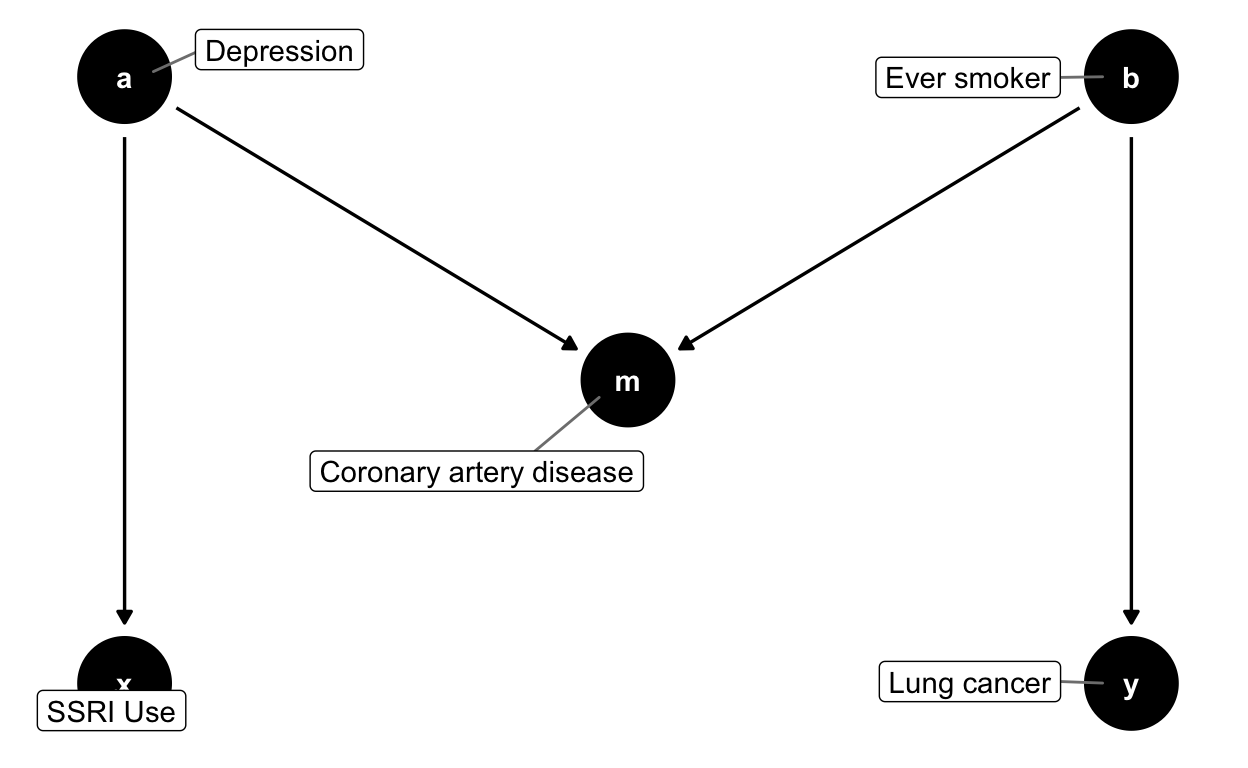 a
Depression
Ever smoker
b
m
Coronary artery disease
x
SSRI Use
Lung cancer
y